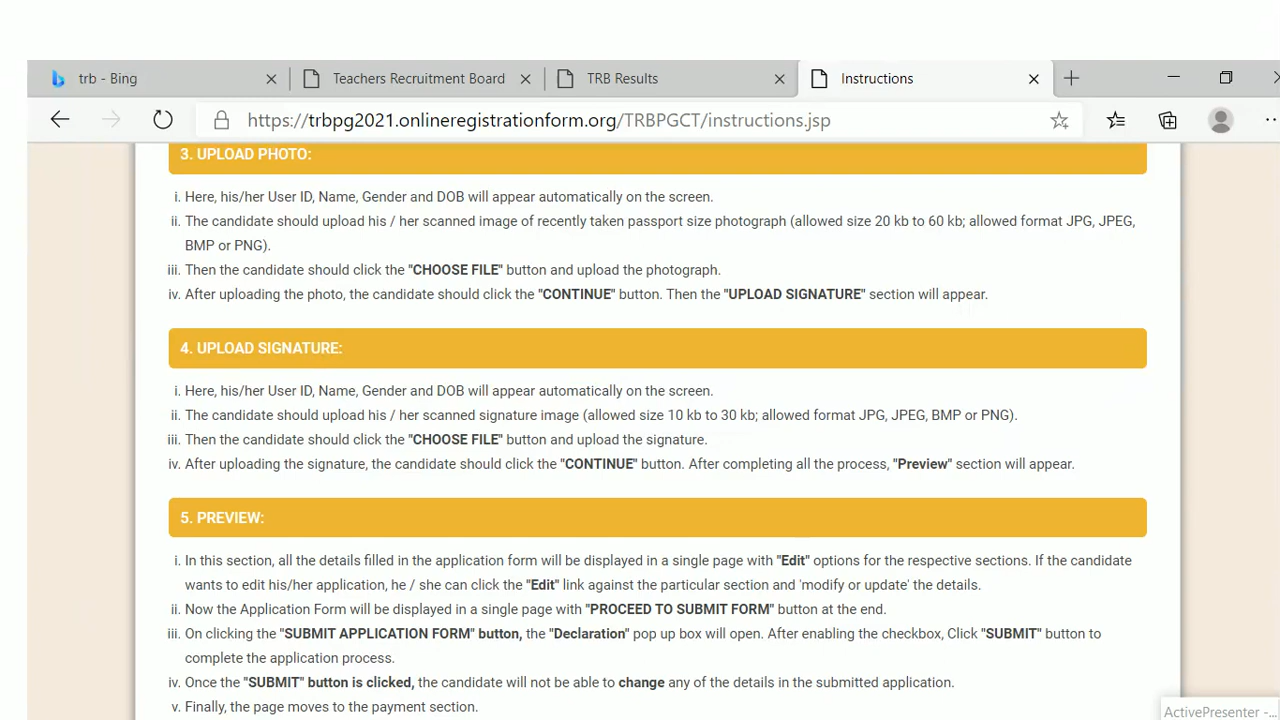 trb - Bing
Teachers Recruitment Board
TRB Results
Instructions
https://trbpg2021.onlineregistrationform.org/TRBPGCT/instructions.jsp
3. UPLOAD PHOTO:
i. Here, his/her User ID, Name, Gender and DOB will appear automatically on the screen.
ii. The candidate should upload his / her scanned image of recently taken passport size photograph (allowed size 20 kb to 60 kb; allowed format JPG, JPEG,
BMP or PNG).
iii. Then the candidate should click the "CHOOSE FILE" button and upload the photograph.
iv. After uploading the photo, the candidate should click the "CONTINUE" button. Then the "UPLOAD SIGNATURE" section will appear.
4. UPLOAD SIGNATURE:
i. Here, his/her User ID, Name, Gender and DOB will appear automatically on the screen.
ii. The candidate should upload his / her scanned signature image (allowed size 10 kb to 30 kb; allowed format JPG, JPEG, BMP or PNG).
iii. Then the candidate should click the "CHOOSE FILE" button and upload the signature.
iv. After uploading the signature, the candidate should click the "CONTINUE" button. After completing all the process, "Preview" section will appear.
5. PREVIEW:
i. In this section, all the details filled in the application form will be displayed in a single page with "Edit" options for the respective sections. If the candidate
wants to edit his/her application, he / she can click the "Edit" link against the particular section and 'modify or update' the details.
ii. Now the Application Form will be displayed in a single page with "PROCEED TO SUBMIT FORM" button at the end.
iii. On clicking the "SUBMIT APPLICATION FORM" button, the "Declaration" pop up box will open. After enabling the checkbox, Click "SUBMIT" button to
complete the application process.
iv. Once the "SUBMIT" button is clicked, the candidate will not be able to change any of the details in the submitted application.
v. Finally, the page moves to the payment section.
ActivePresenter -...